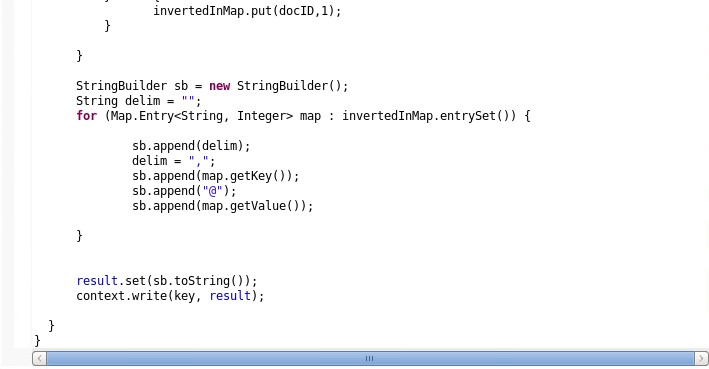 invertedInMap.put(docID,1);
}
}
StringBuilder sb = new StringBuilder();
String delim = "";
for (Map.Entry<String, Integer> map : invertedInMap.entrySet()) {
sb.append(delim);
delim = ",";
sb.append(map.getKey());
sb.append("@");
sb.append(map.getValue());
}
result.set(sb.toString());
context.write(key, result);
}
}